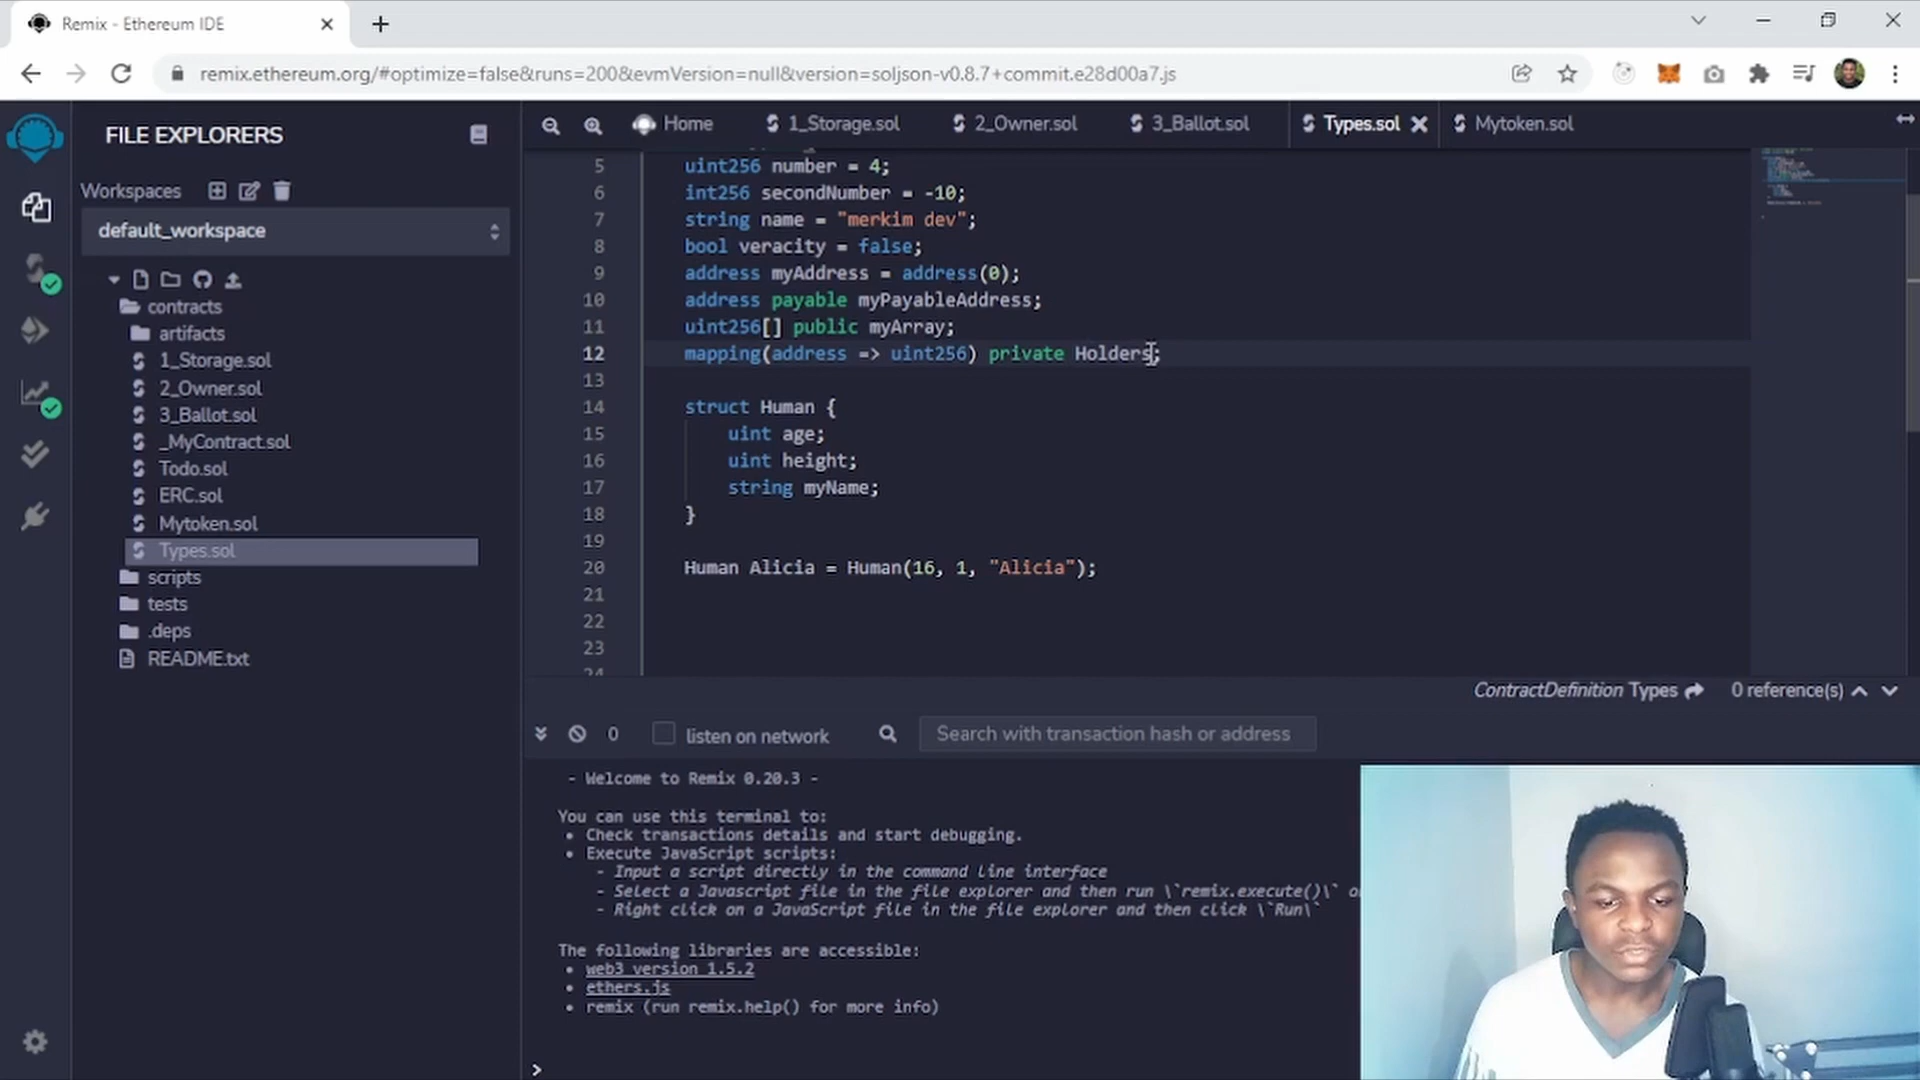 Remix - Ethereum IDE
remix.ethereum.org/#optimize=false&runs=200&evmVersion=null&version=soljson-v0.8.7+commit.e28d00a7.js
FILE EXPLORERS
Workspaces
default_workspace
contracts
artifacts
1_Storage.sol
2_Owner.sol
3_Ballot.sol
_MyContract.sol
Todo.sol
ERC.sol
Mytoken.sol
Types.sol
scripts
tests
.deps
README.txt
Home
1_Storage.sol
2_Owner.sol
3_Ballot.sol
Types.sol
Mytoken.sol
5 uint256 number = 4;
6 int256 secondNumber = -10;
7 string name = "merkim dev";
8 bool veracity = false;
9 address myAddress = address(0);
10 address payable myPayableAddress;
11 uint256[] public myArray;
12 mapping(address => uint256) private Holders;
13
14 struct Human {
15 uint age;
16 uint height;
17 string myName;
18 }
19
20 Human Alicia = Human(16, 1, "Alicia");
21
22
23
ContractDefinition Types 0 reference(s)
0 listen on network Search with transaction hash or address
- Welcome to Remix 0.20.3 -
You can use this terminal to:
• Check transactions details and start debugging.
• Execute JavaScript scripts:
- Input a script directly in the command line interface
- Select a Javascript file in the file explorer and then run \`remix.execute()\`
- Right click on a JavaScript file in the file explorer and then click \`Run\`
The following libraries are accessible:
• web3 version 1.5.2
• ethers.js
• remix (run remix.help() for more info)
>